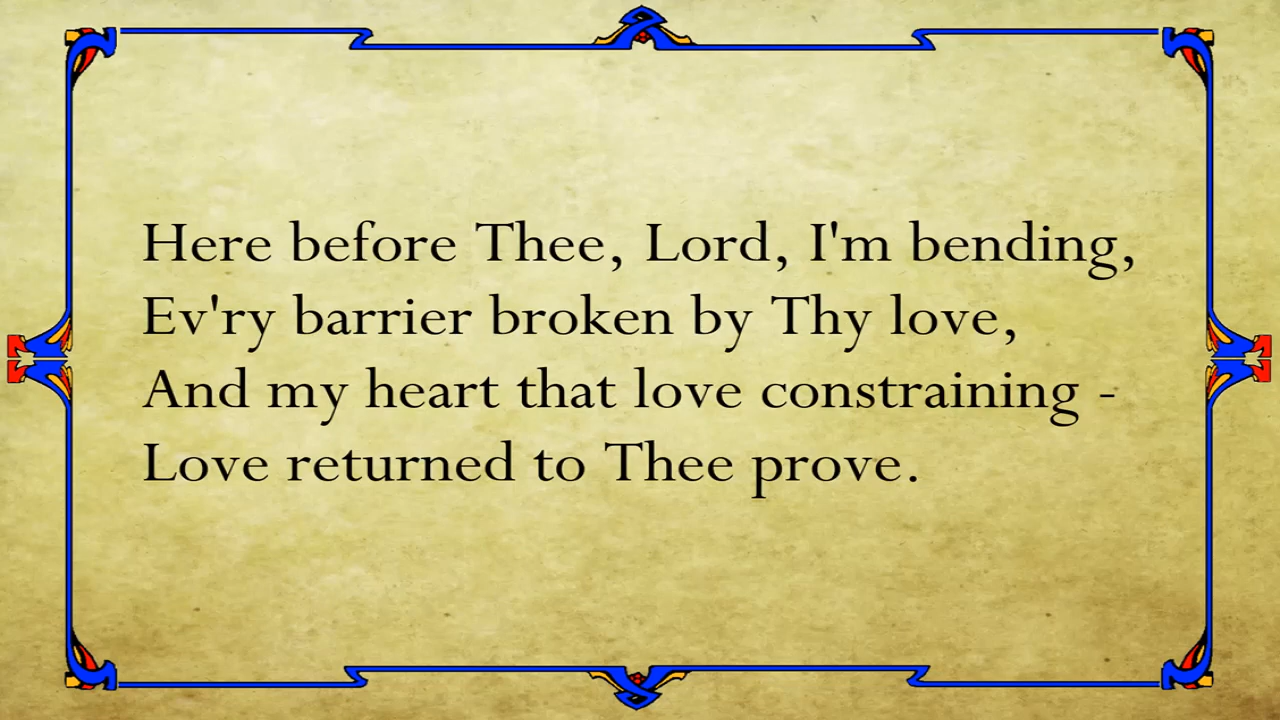 Here before Thee, Lord, I'm bending,
Ev'ry barrier broken by Thy love,
And my heart that love constraining -
Love returned to Thee prove.